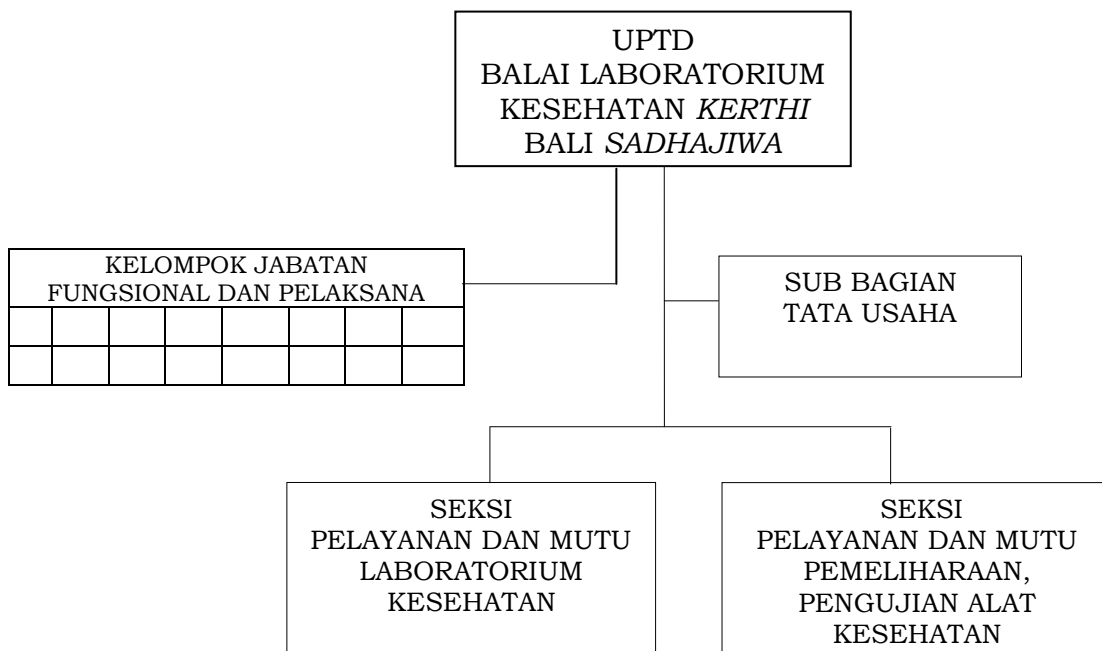 UPTD
BALAI LABORATORIUM
KESEHATAN KERTHI
BALI SADHAJIWA
KELOMPOK JABATAN
FUNGSIONAL DAN PELAKSANA
SUB BAGIAN
TATA USAHA
SEKSI
PELAYANAN DAN MUTU
LABORATORIUM
KESEHATAN
SEKSI
PELAYANAN DAN MUTU
PEMELIHARAAN,
PENGUJIAN ALAT
KESEHATAN